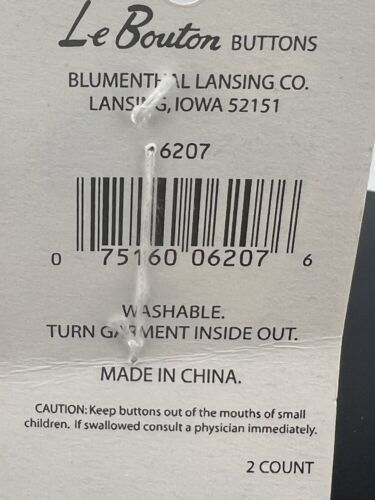 Le Bouton BUTTONS
BLUMENTHAL LANSING CO.
LANSING, IOWA 52151
6207
0 75160 06207 6
WASHABLE.
TURN GARMENT INSIDE OUT.
MADE IN CHINA.
CAUTION: Keep buttons out of the mouths of small
children. If swallowed consult a physician immediately.
2 COUNT